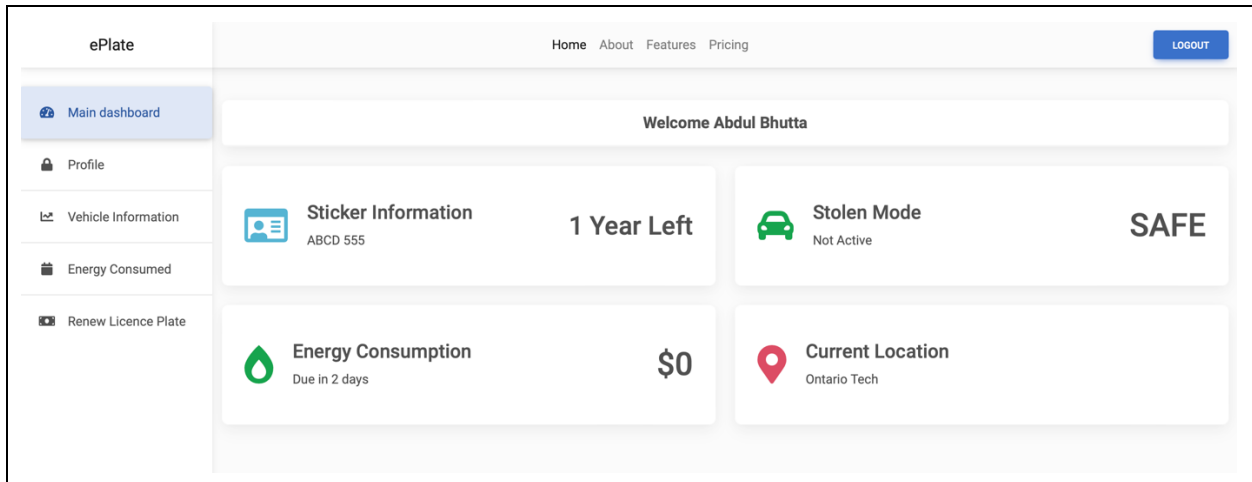 ePlate
Home About Features Pricing
LOGOUT
Main dashboard
Profile
Vehicle Information
Energy Consumed
Renew Licence Plate
Welcome Abdul Bhutta
Sticker Information
ABCD 555
1 Year Left
Stolen Mode
Not Active
SAFE
Energy Consumption
Due in 2 days
$0
Current Location
Ontario Tech